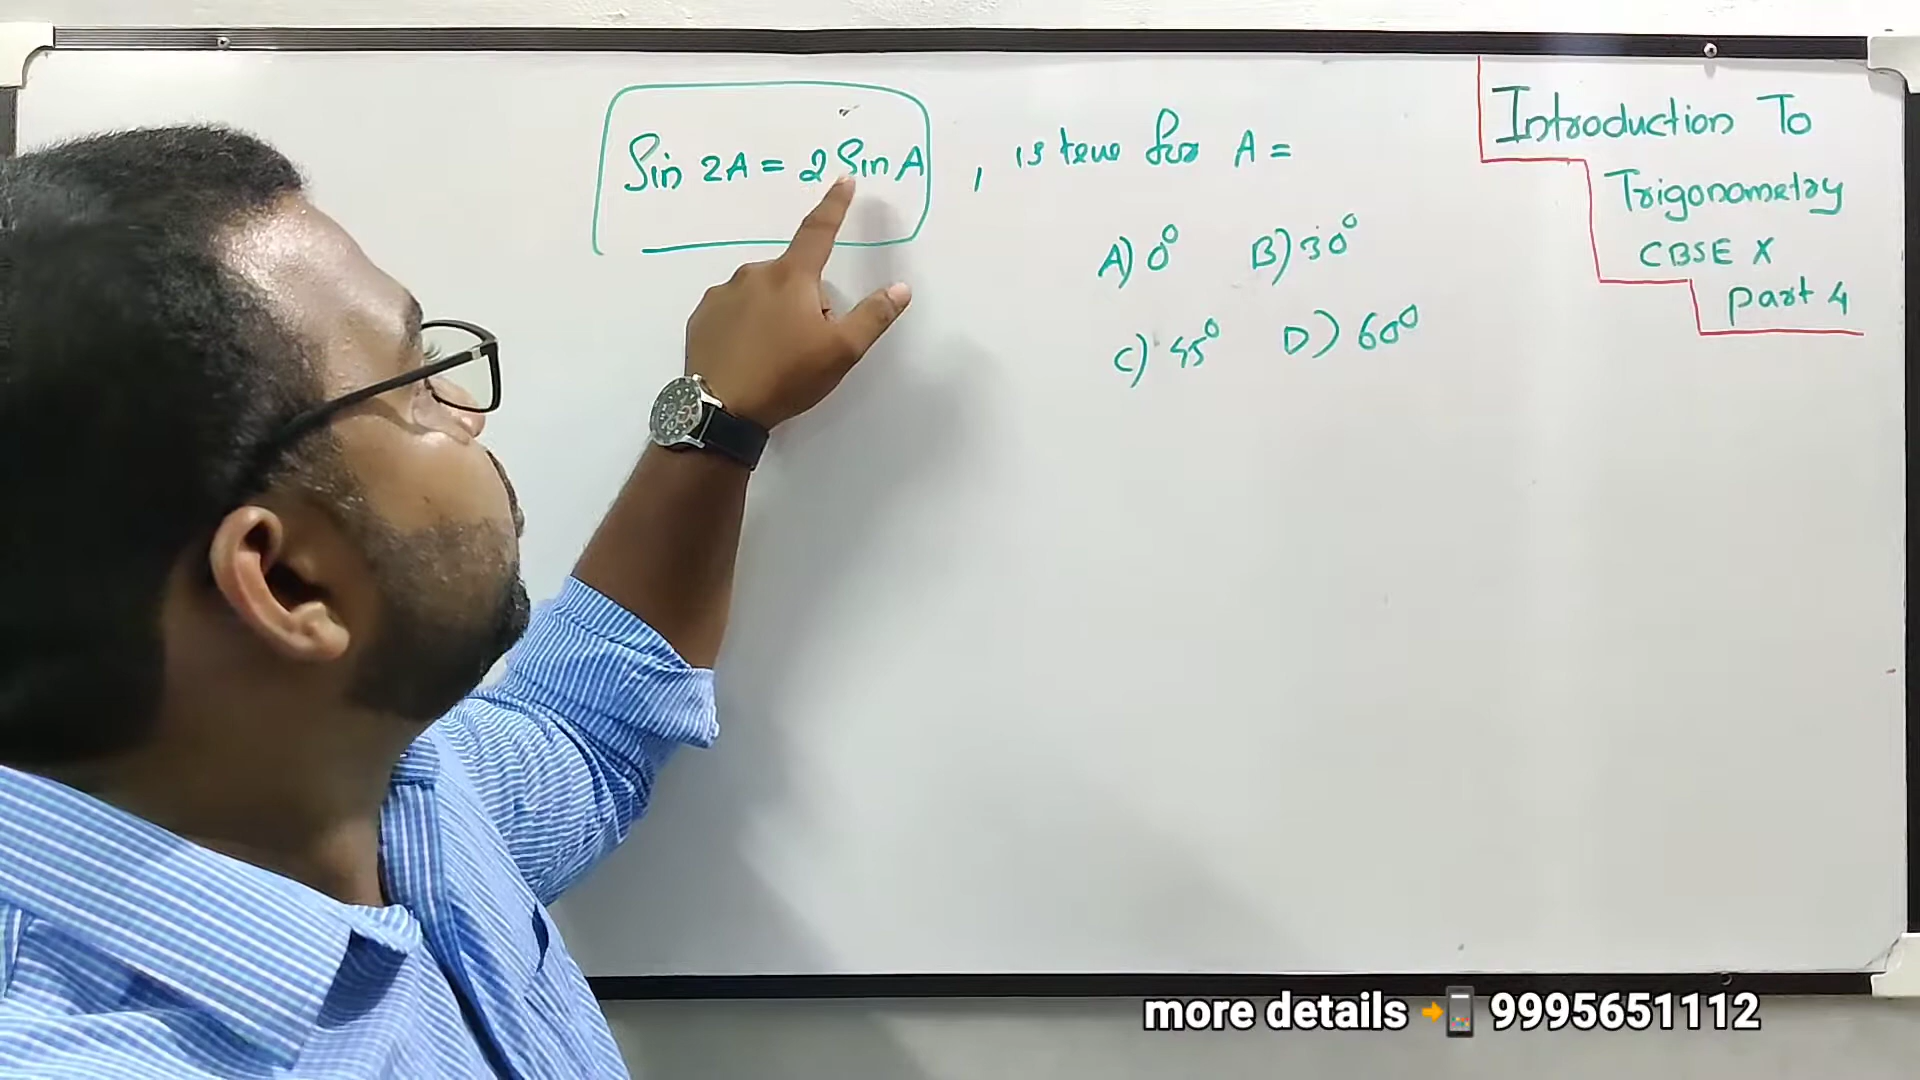 Sin 2A = 2 Sin A , is true for A =
A) 0° B) 30°
C) 45° D) 60°
Introduction To
Trigonometry
CBSE X
Part 4
more details 9995651112